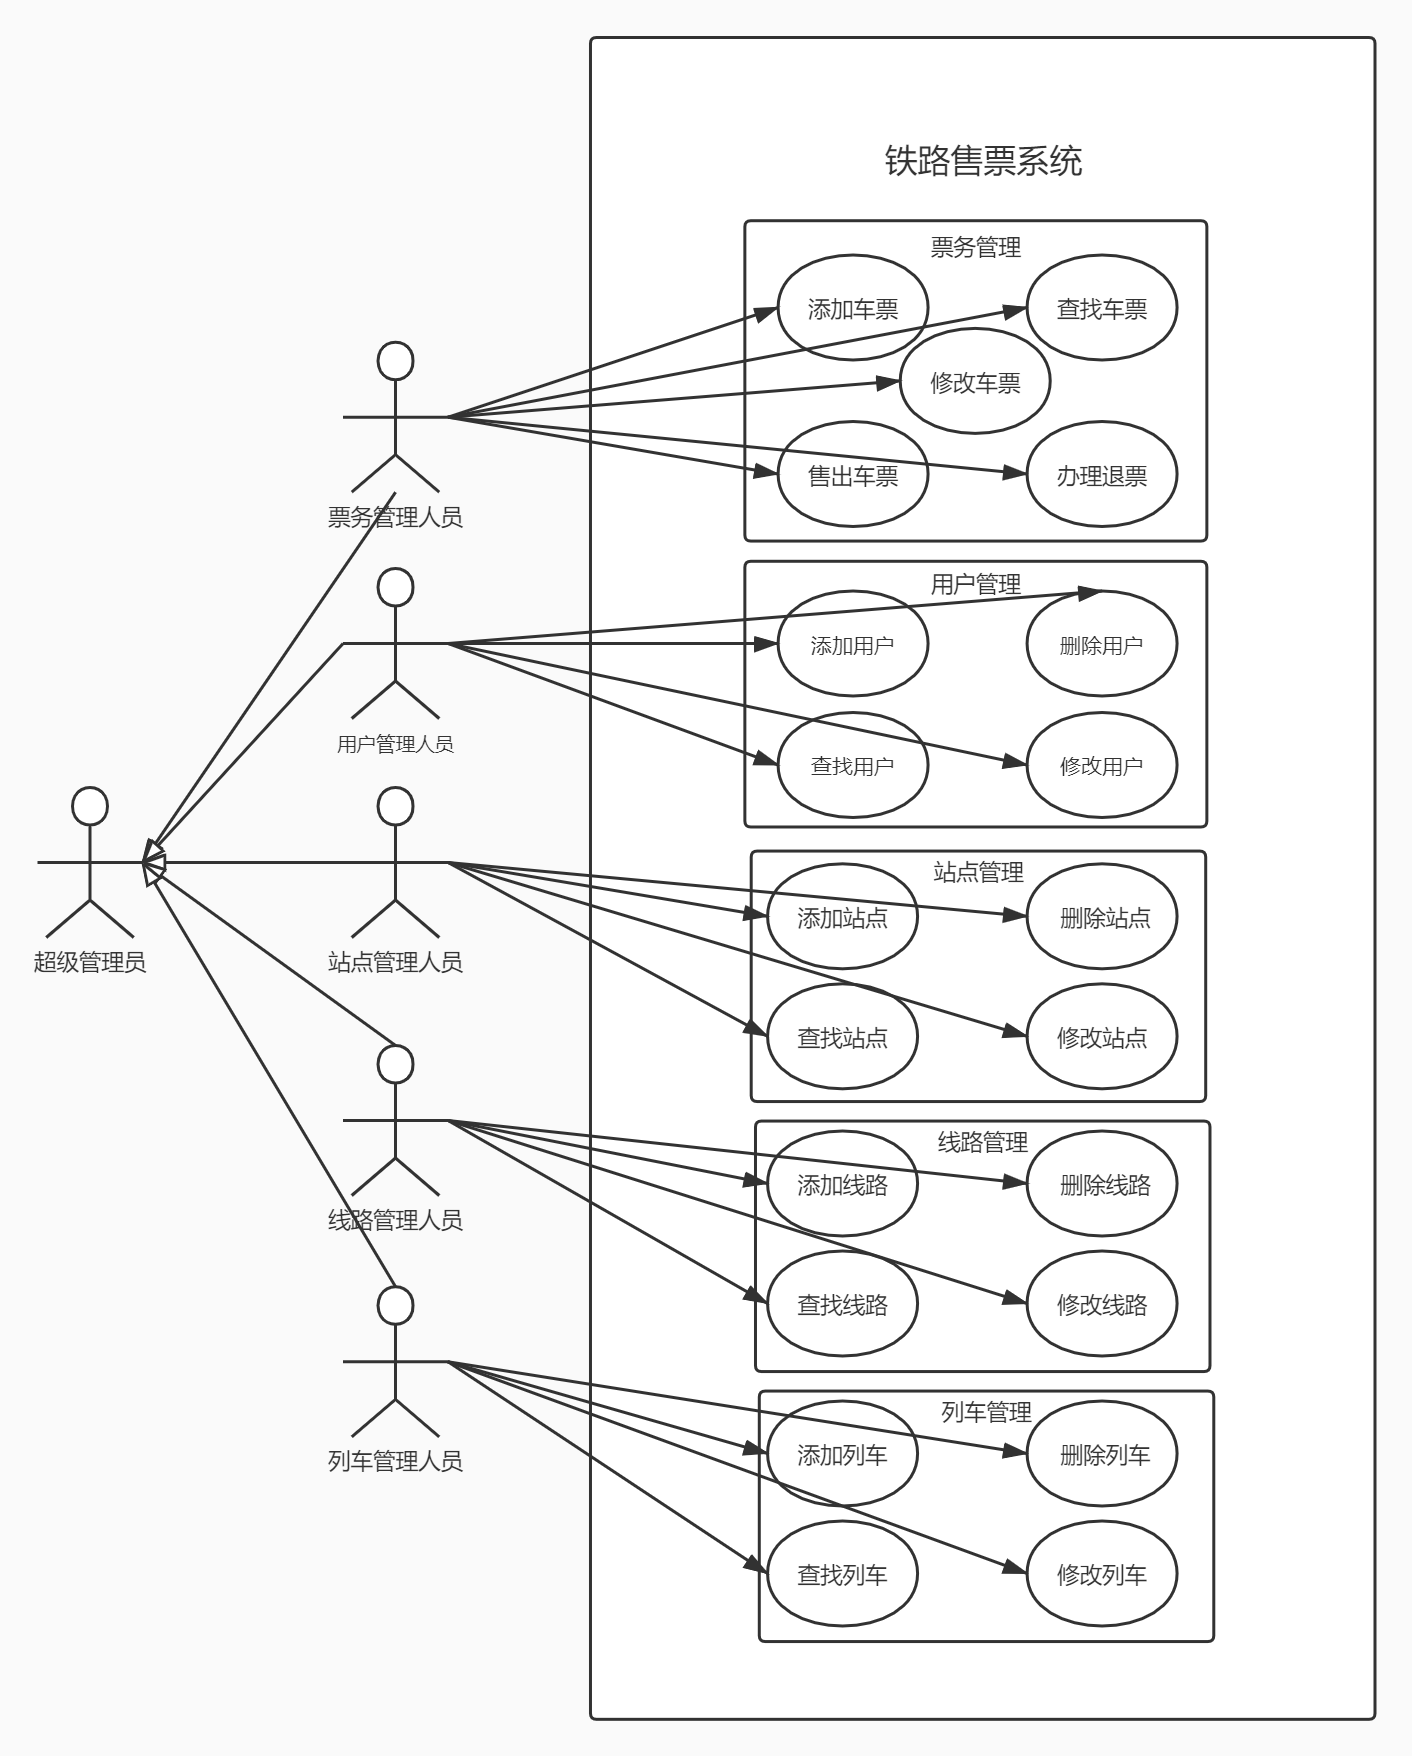 铁路售票系统
票务管理
添加车票
查找车票
修改车票
售出车票
办理退票
票务管理人员
用户管理
添加用户
删除用户
查找用户
修改用户
用户管理人员
站点管理
添加站点
删除站点
查找站点
修改站点
超级管理员
站点管理人员
线路管理
添加线路
删除线路
查找线路
修改线路
线路管理人员
列车管理
添加列车
删除列车
查找列车
修改列车
列车管理人员